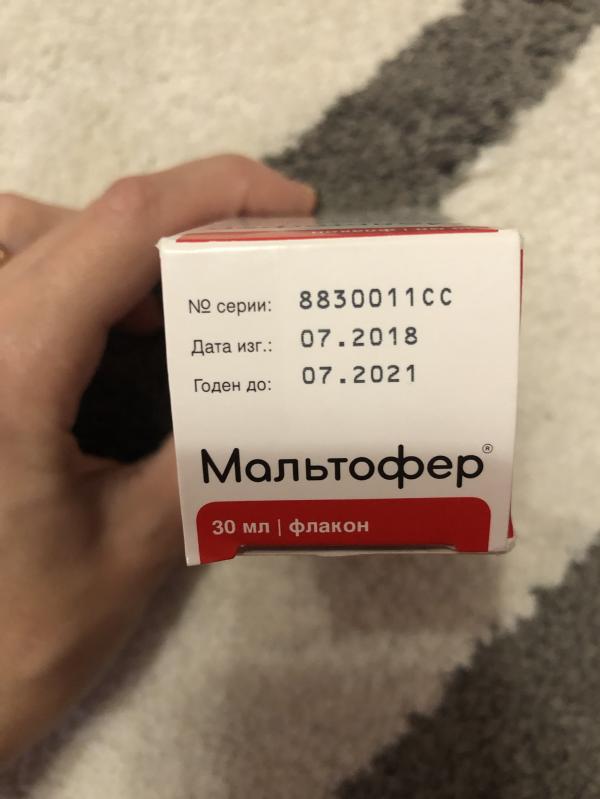 № серии: 8830011CC
Дата изг.: 07.2018
Годен до: 07.2021
Мальтофер®
30 мл | флакон